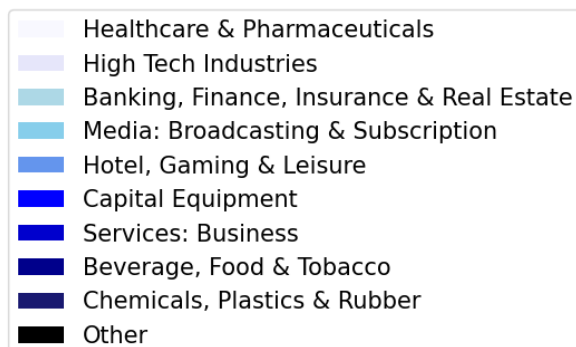 Healthcare & Pharmaceuticals
High Tech Industries
Banking, Finance, Insurance & Real Estate
Media: Broadcasting & Subscription
Hotel, Gaming & Leisure
Capital Equipment
Services: Business
Beverage, Food & Tobacco
Chemicals, Plastics & Rubber
Other